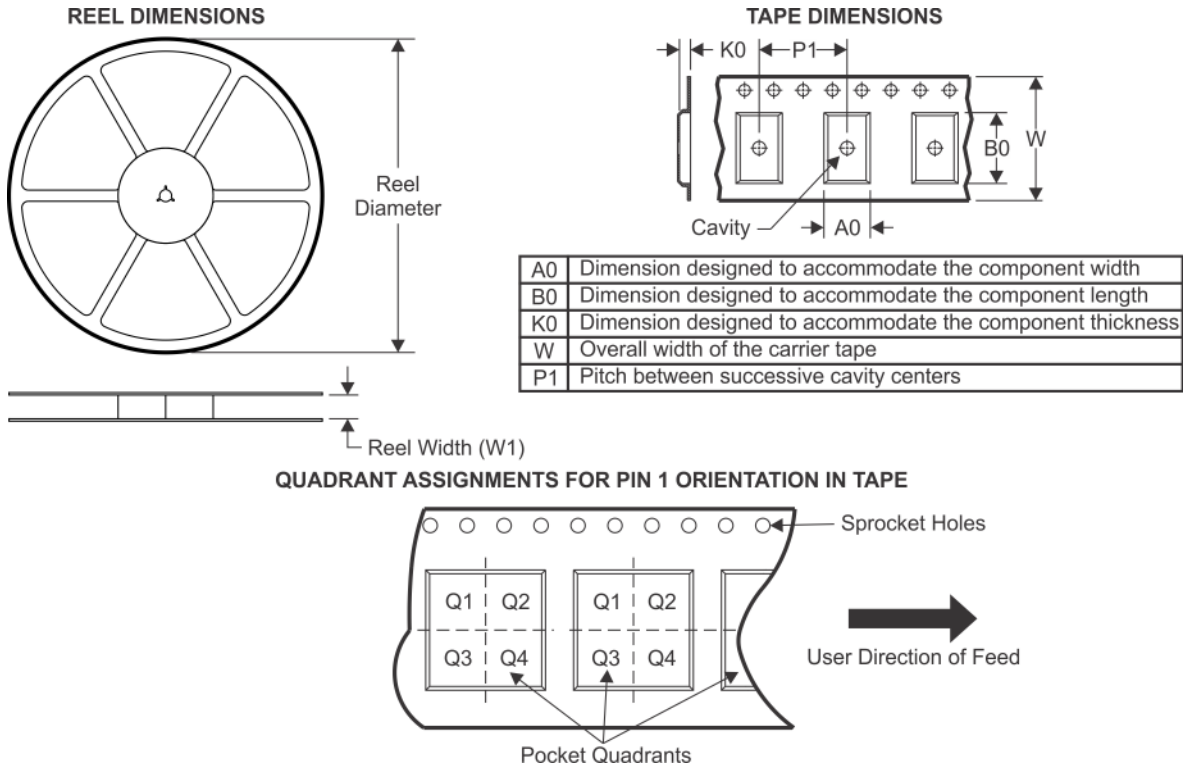 REEL DIMENSIONS
Reel
Diameter
Reel Width (W1)
TAPE DIMENSIONS
K0
P1
B0
W
Cavity
A0
A0 Dimension designed to accommodate the component width
B0 Dimension designed to accommodate the component length
K0 Dimension designed to accommodate the component thickness
W Overall width of the carrier tape
P1 Pitch between successive cavity centers
QUADRANT ASSIGNMENTS FOR PIN 1 ORIENTATION IN TAPE
Sprocket Holes
Q1 Q2 Q1 Q2
Q3 Q4 Q3 Q4
User Direction of Feed
Pocket Quadrants